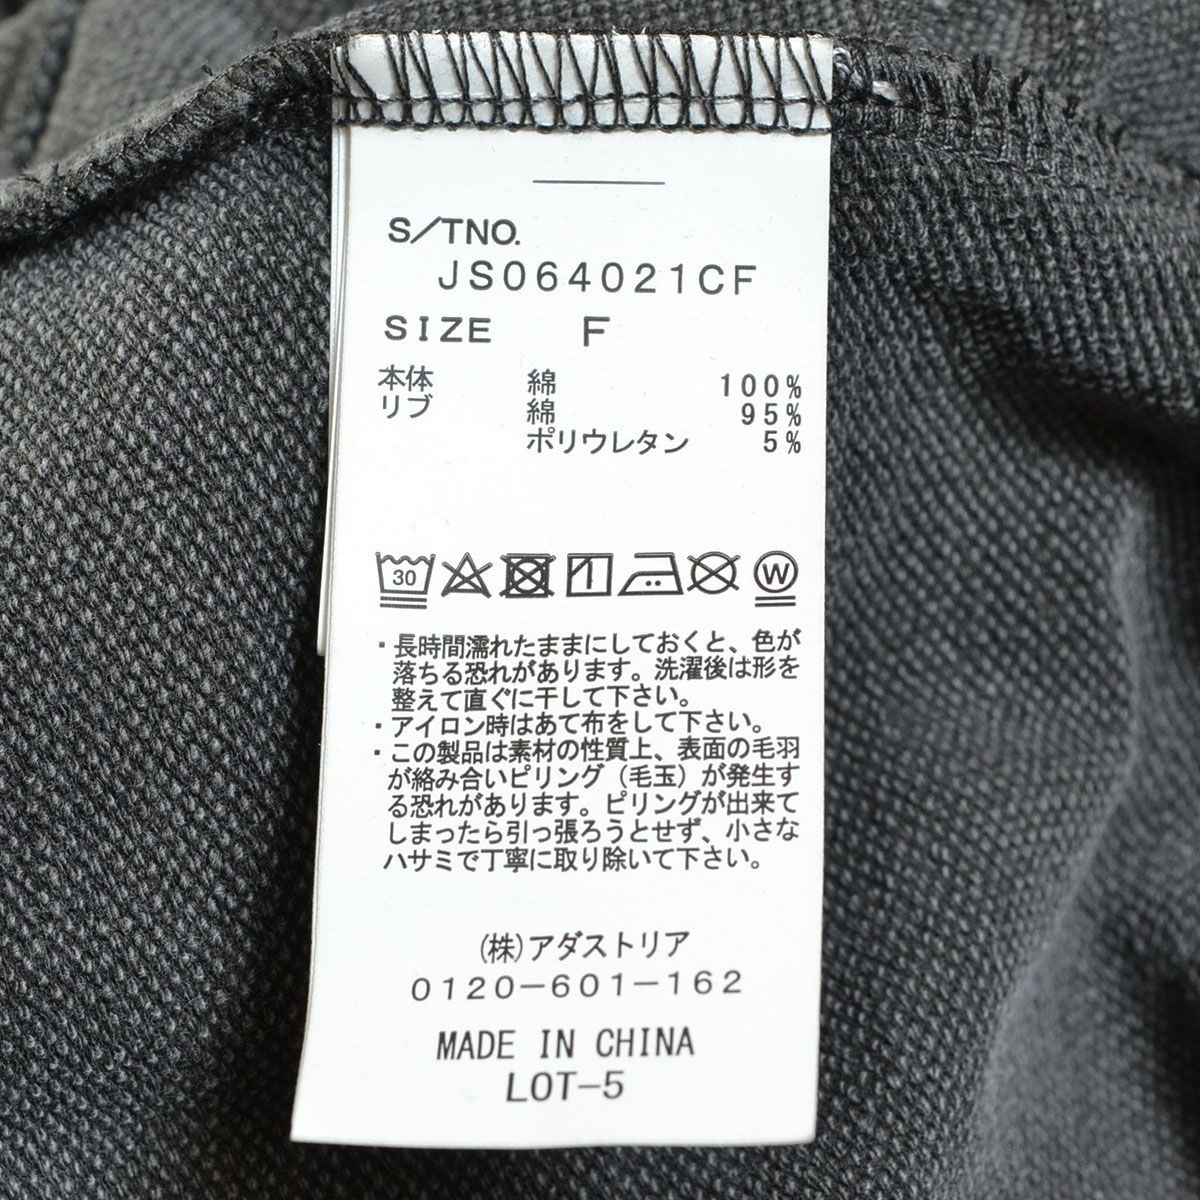 S/TNO.
JS064021CF
SIZE F
本体 綿 100%
リブ 綿 95%
ポリウレタン 5%
30 W
・長時間濡れたままにしておくと、色が
落ちる恐れがあります。洗濯後は形を
整えて直ぐに干して下さい。
・アイロン時はあて布をして下さい。
・この製品は素材の性質上、表面の毛羽
が絡み合いピリング（毛玉）が発生す
る恐れがあります。ピリングが出来て
しまったら引っ張ろうとせず、小さな
ハサミで丁寧に取り除いて下さい。
(株)アダストリア
0120-601-162
MADE IN CHINA
LOT-5